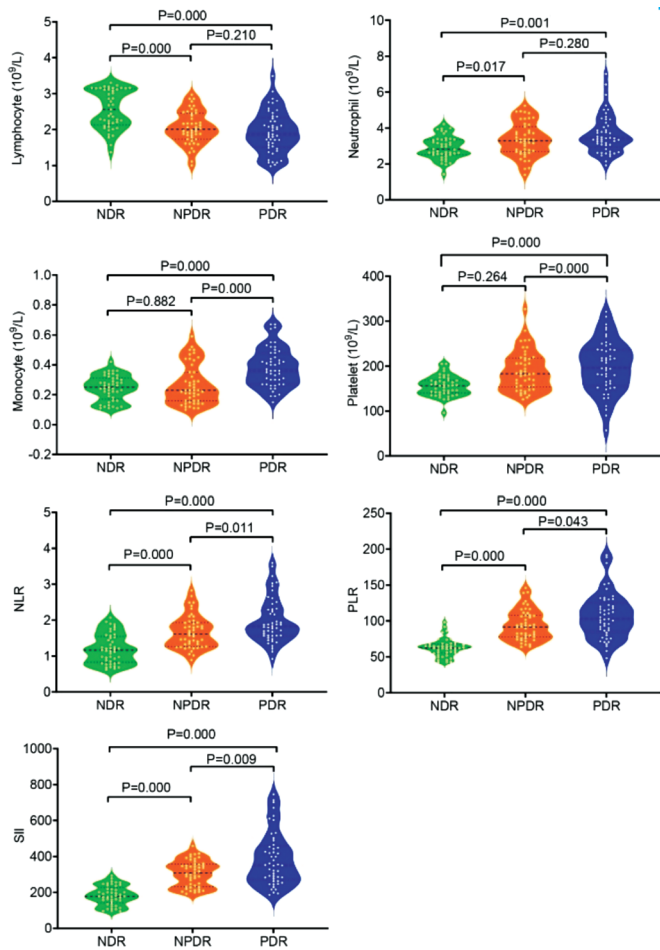 P=0.000
P=0.000
P=0.210
Lymphocyte (10⁹/L)
5
4
3
2
1
0
NDR
NPDR
PDR
P=0.001
P=0.017
P=0.280
Neutrophil (10⁹/L)
10
8
6
4
2
0
NDR
NPDR
PDR
P=0.000
P=0.882
P=0.000
Monocyte (10⁹/L)
1.0
0.8
0.6
0.4
0.2
0.0
-0.2
NDR
NPDR
PDR
P=0.000
P=0.264
P=0.000
Platelet (10⁹/L)
400
300
200
100
0
NDR
NPDR
PDR
P=0.000
P=0.000
P=0.011
NLR
5
4
3
2
1
0
NDR
NPDR
PDR
P=0.000
P=0.000
P=0.043
PLR
250
200
150
100
50
0
NDR
NPDR
PDR
P=0.000
P=0.000
P=0.009
SII
1000
800
600
400
200
0
NDR
NPDR
PDR